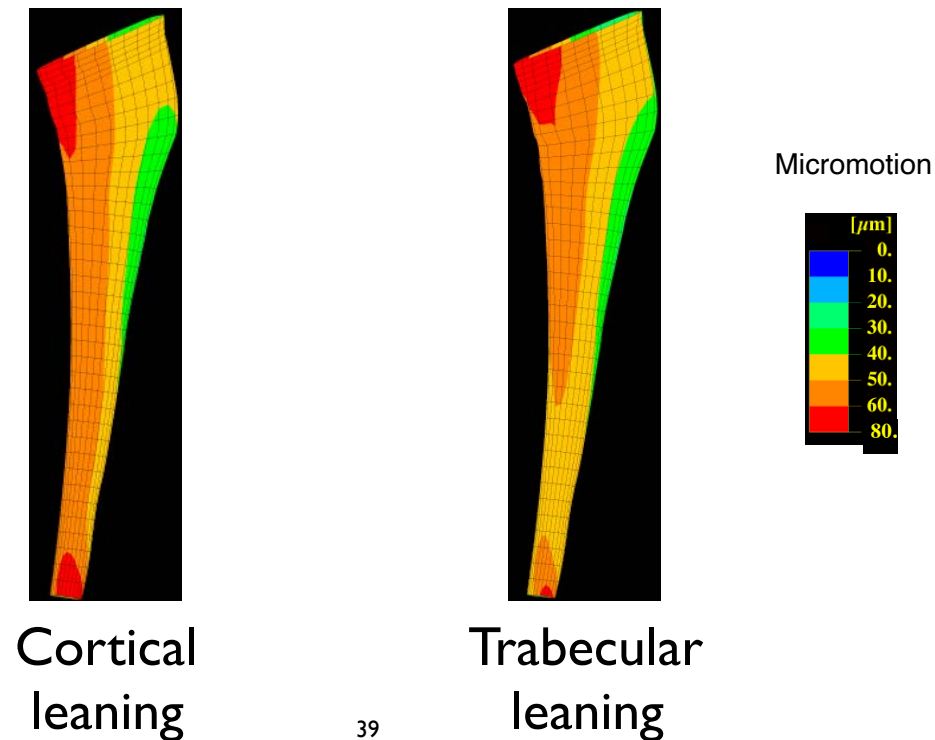 Micromotion
[µm]
0.
10.
20.
30.
40.
50.
60.
80.
Cortical
leaning
Trabecular
leaning
39